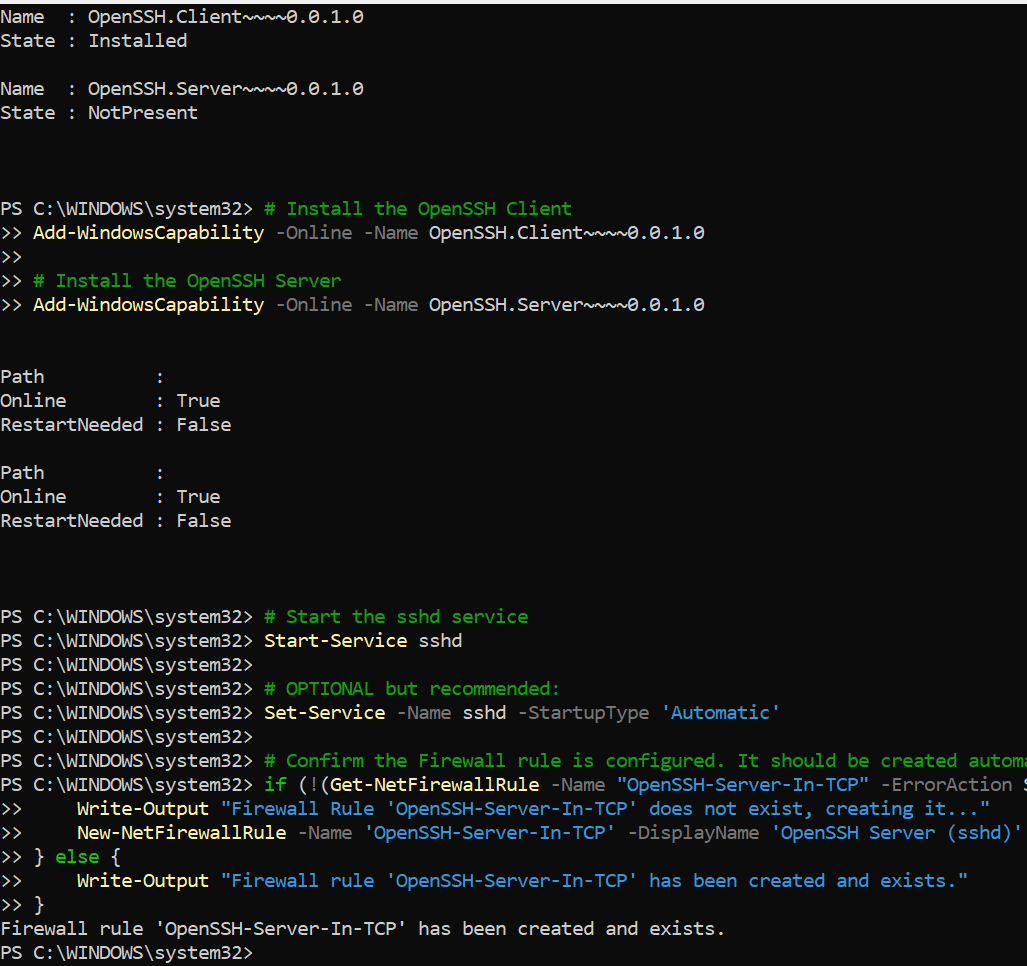 Name  : OpenSSH.Client~~~~0.0.1.0
State : Installed
Name  : OpenSSH.Server~~~~0.0.1.0
State : NotPresent
PS C:\WINDOWS\system32> # Install the OpenSSH Client
>> Add-WindowsCapability -Online -Name OpenSSH.Client~~~~0.0.1.0
>>
>> # Install the OpenSSH Server
>> Add-WindowsCapability -Online -Name OpenSSH.Server~~~~0.0.1.0
Path          :
Online        : True
RestartNeeded : False
Path          :
Online        : True
RestartNeeded : False
PS C:\WINDOWS\system32> # Start the sshd service
PS C:\WINDOWS\system32> Start-Service sshd
PS C:\WINDOWS\system32>
PS C:\WINDOWS\system32> # OPTIONAL but recommended:
PS C:\WINDOWS\system32> Set-Service -Name sshd -StartupType 'Automatic'
PS C:\WINDOWS\system32>
PS C:\WINDOWS\system32> # Confirm the Firewall rule is configured. It should be created
PS C:\WINDOWS\system32> if (!(Get-NetFirewallRule -Name "OpenSSH-Server-In-TCP" -ErrorAction
>>     Write-Output "Firewall Rule 'OpenSSH-Server-In-TCP' does not exist, creating it..."
>>     New-NetFirewallRule -Name 'OpenSSH-Server-In-TCP' -DisplayName 'OpenSSH Server (sshd)'
>> } else {
>>     Write-Output "Firewall rule 'OpenSSH-Server-In-TCP' has been created and exists."
>> }
Firewall rule 'OpenSSH-Server-In-TCP' has been created and exists.
PS C:\WINDOWS\system32>